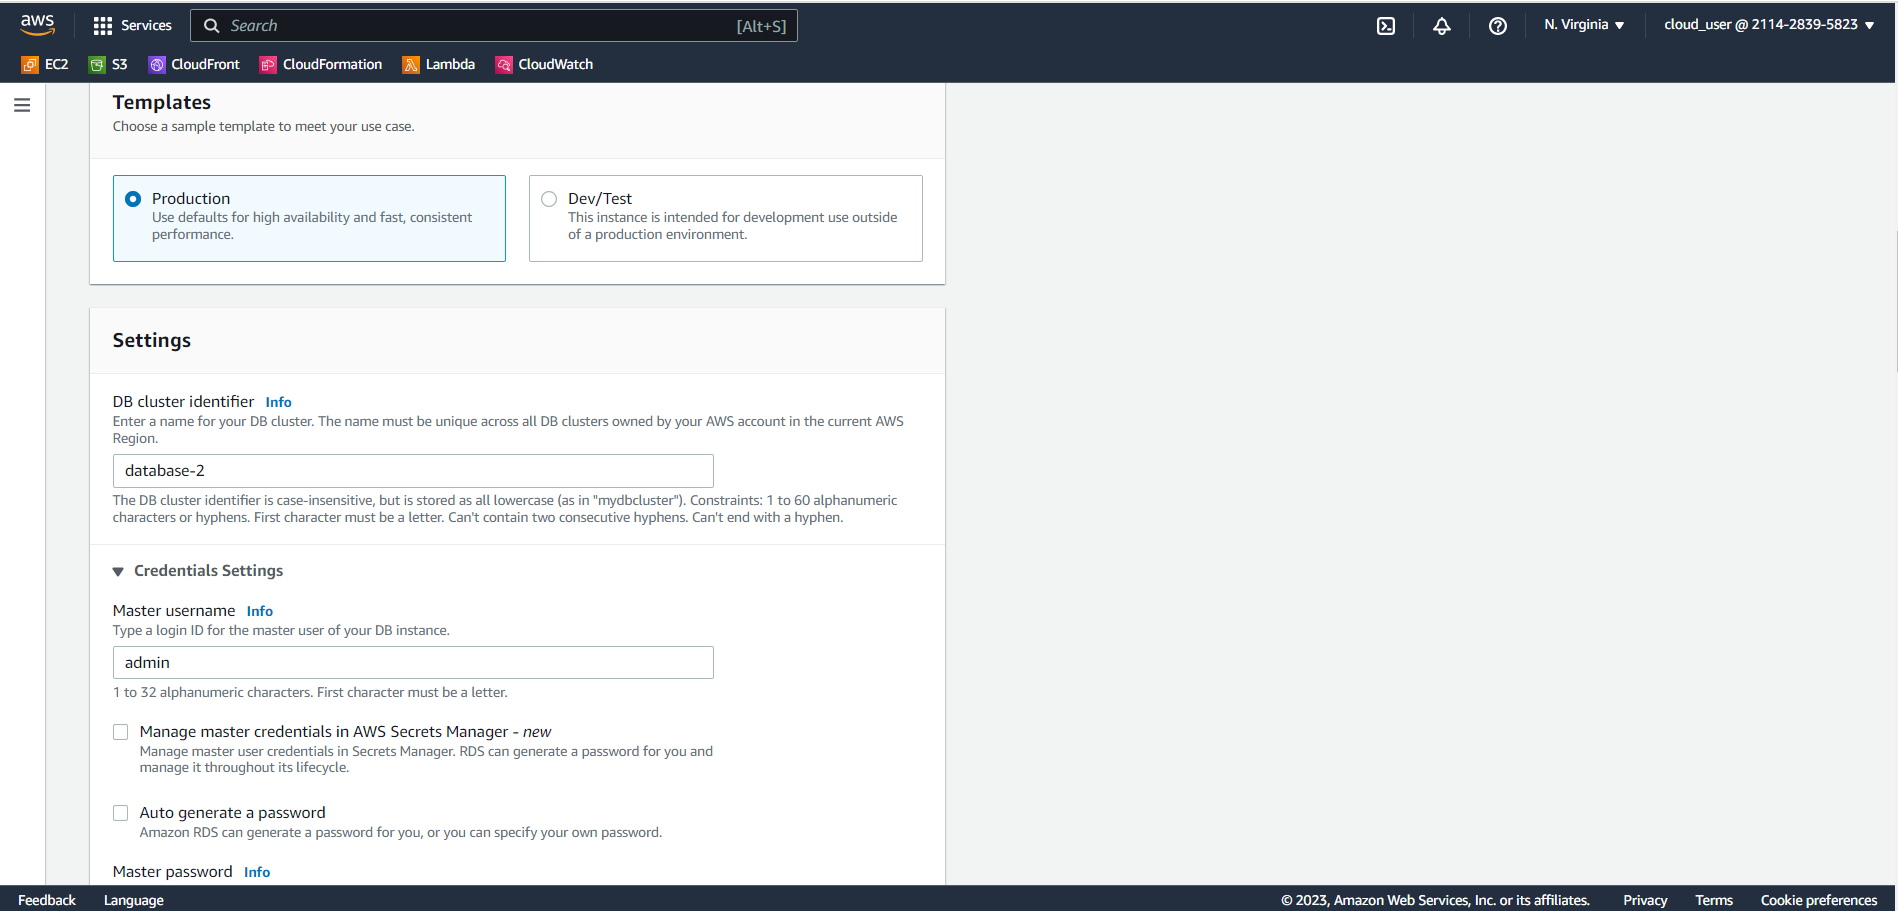 aws
Services
Search
[Alt+S]
N. Virginia
cloud_user @ 2114-2839-5823
EC2
S3
CloudFront
CloudFormation
Lambda
CloudWatch
Templates
Choose a sample template to meet your use case.
Production
Use defaults for high availability and fast, consistent
performance.
Dev/Test
This instance is intended for development use outside
of a production environment.
Settings
DB cluster identifier Info
Enter a name for your DB cluster. The name must be unique across all DB clusters owned by your AWS account in the current AWS
Region.
database-2
The DB cluster identifier is case-insensitive, but is stored as all lowercase (as in "mydbcluster"). Constraints: 1 to 60 alphanumeric
characters or hyphens. First character must be a letter. Can't contain two consecutive hyphens. Can't end with a hyphen.
Credentials Settings
Master username Info
Type a login ID for the master user of your DB instance.
admin
1 to 32 alphanumeric characters. First character must be a letter.
Manage master credentials in AWS Secrets Manager - new
Manage master user credentials in Secrets Manager. RDS can generate a password for you and
manage it throughout its lifecycle.
Auto generate a password
Amazon RDS can generate a password for you, or you can specify your own password.
Master password Info
Feedback
Language
© 2023, Amazon Web Services, Inc. or its affiliates.
Privacy
Terms
Cookie preferences